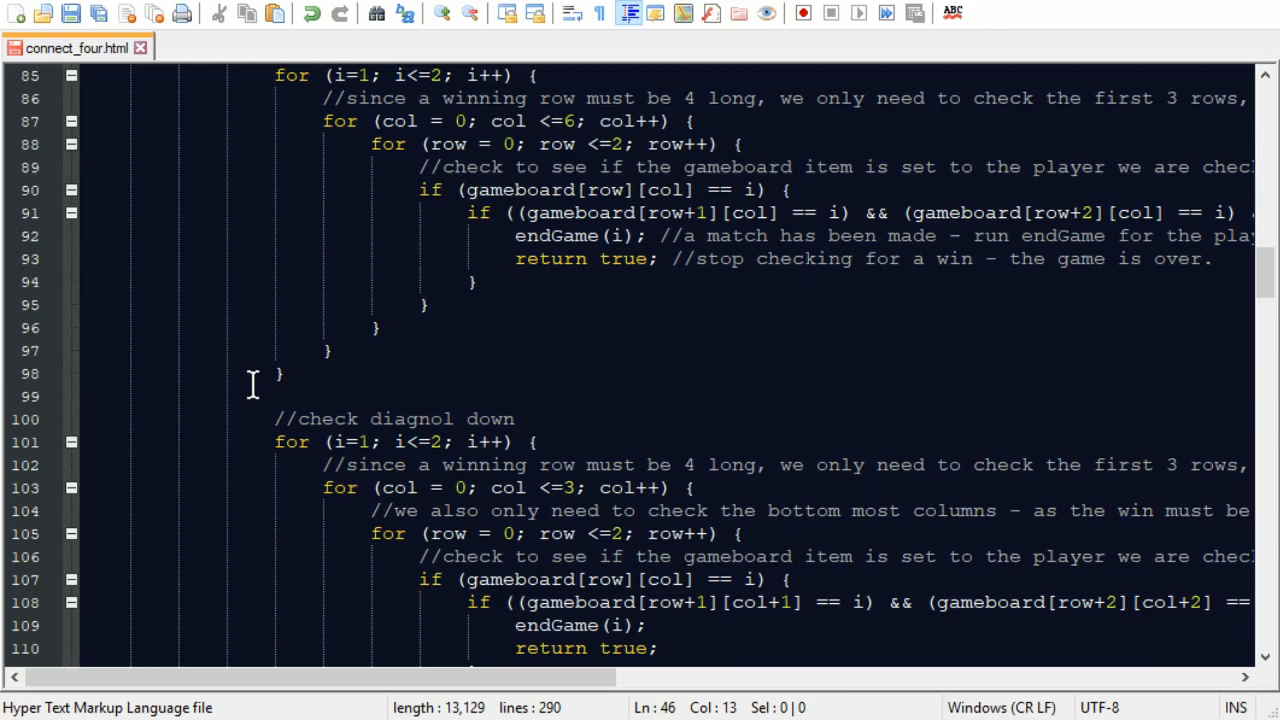 ABC
connect_four.html
85 for (i=1; i<=2; i++) {
86 //since a winning row must be 4 long, we only need to check the first 3 rows,
87 for (col = 0; col <=6; col++) {
88 for (row = 0; row <=2; row++) {
89 //check to see if the gameboard item is set to the player we are chec
90 if (gameboard[row][col] == i) {
91 if ((gameboard[row+1][col] == i) && (gameboard[row+2][col] == i)
92 endGame(i); //a match has been made - run endGame for the pla
93 return true; //stop checking for a win - the game is over.
94 }
95 }
96 }
97 }
98 }
99
100 //check diagnol down
101 for (i=1; i<=2; i++) {
102 //since a winning row must be 4 long, we only need to check the first 3 rows,
103 for (col = 0; col <=3; col++) {
104 //we also only need to check the bottom most columns - as the win must be
105 for (row = 0; row <=2; row++) {
106 //check to see if the gameboard item is set to the player we are chec
107 if (gameboard[row][col] == i) {
108 if ((gameboard[row+1][col+1] == i) && (gameboard[row+2][col+2] ==
109 endGame(i);
110 return true;
Hyper Text Markup Language file length : 13,129 lines : 290 Ln : 46 Col : 13 Sel : 0 | 0 Windows (CR LF) UTF-8 INS